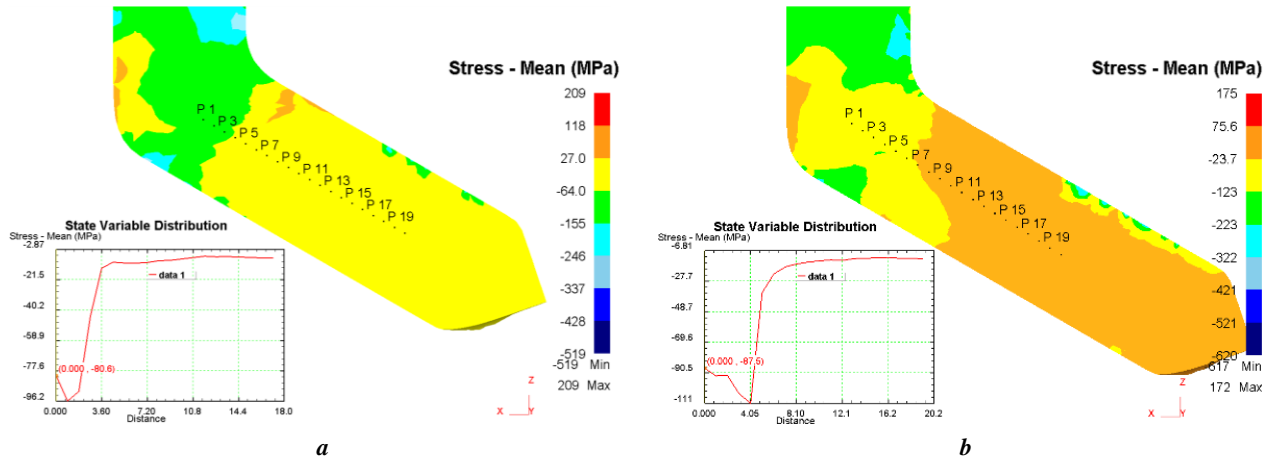 Stress - Mean (MPa)
209
118
27.0
-64.0
-155
-246
-337
-428
-519
-519 Min
209 Max
P 1
P 3
P 5
P 7
P 9
P 11
P 13
P 15
P 17
P 19
State Variable Distribution
Stress - Mean (MPa)
-2.87
-21.5
-40.2
-58.9
-77.6
-96.2
data 1
(0.000 , -80.6)
0.000 3.60 7.20 10.8 14.4 18.0
Distance
Z
X Y
a
Stress - Mean (MPa)
175
75.6
-23.7
-123
-223
-322
-421
-521
-620
-617 Min
172 Max
P 1
P 3
P 5
P 7
P 9
P 11
P 13
P 15
P 17
P 19
State Variable Distribution
Stress - Mean (MPa)
-6.81
-27.7
-48.7
-69.6
-90.5
-111
data 1
(0.000 , -87.5)
0.000 4.05 8.10 12.1 16.2 20.2
Distance
Z
X Y
b